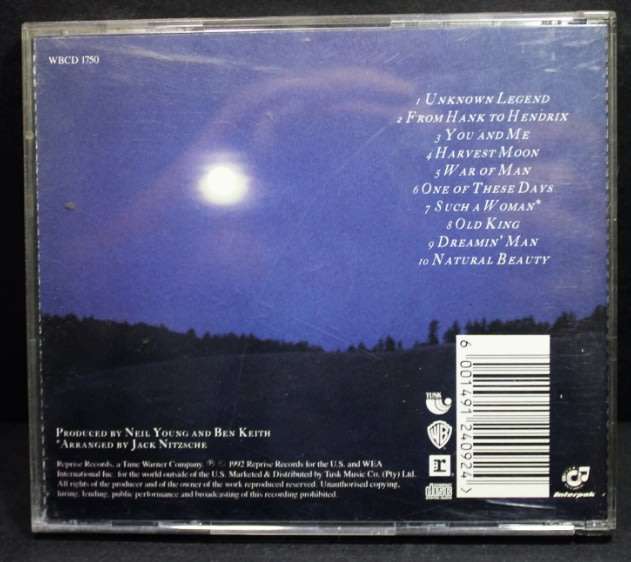 WBCD 1750
1 UNKNOWN LEGEND
2 FROM HANK TO HENDRIX
3 YOU AND ME
4 HARVEST MOON
5 WAR OF MAN
6 ONE OF THESE DAYS
7 SUCH A WOMAN*
8 OLD KING
9 DREAMIN' MAN
10 NATURAL BEAUTY
PRODUCED BY NEIL YOUNG AND BEN KEITH
*ARRANGED BY JACK NITZSCHE
Reprise Records, a Time Warner Company. ℗ © 1992 Reprise Records for the U.S. and WEA
International Inc. for the world outside of the U.S. Marketed & Distributed by Tusk Music Co. (Pty) Ltd.
All rights of the producer and of the owner of the work reproduced reserved. Unauthorised copying,
hiring, lending, public performance and broadcasting of this recording prohibited.
TUSK
WB
r
disc
6 001491 240924 >
Interpak